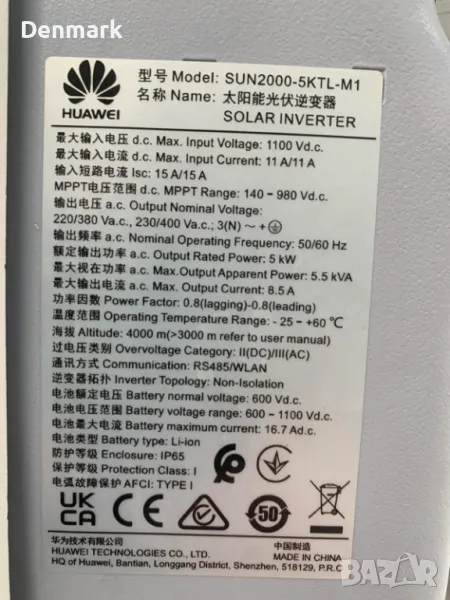 Denmark
HUAWEI
型号 Model: SUN2000-5KTL-M1
名称 Name: 太阳能光伏逆变器
SOLAR INVERTER
最大输入电压 d.c. Max. Input Voltage: 1100 Vd.c.
最大输入电流 d.c. Max. Input Current: 11 A/11 A
输入短路电流 Isc: 15 A/15 A
MPPT电压范围 d.c. MPPT Range: 140 – 980 Vd.c.
输出电压 a.c. Output Nominal Voltage:
220/380 Va.c., 230/400 Va.c.; 3(N) ~ +
输出频率 a.c. Nominal Operating Frequency: 50/60 Hz
额定输出功率 a.c. Output Rated Power: 5 kW
最大视在功率 a.c. Max.Output Apparent Power: 5.5 kVA
最大输出电流 a.c. Max. Output Current: 8.5 A
功率因数 Power Factor: 0.8(lagging)-0.8(leading)
温度范围 Operating Temperature Range: – 25 – +60 ℃
海拔 Altitude: 4000 m(>3000 m refer to user manual)
过电压类别 Overvoltage Category: II(DC)/III(AC)
通讯方式 Communication: RS485/WLAN
逆变器拓扑 Inverter Topology: Non-Isolation
电池额定电压 Battery normal voltage: 600 Vd.c.
电池电压范围 Battery voltage range: 600 – 1100 Vd.c.
电池最大电流 Battery maximum current: 16.7 Ad.c.
电池类型 Battery type: Li-ion
防护等级 Enclosure: IP65
保护等级 Protection Class: I
电弧故障保护 AFCI: TYPE I
UK
CA
50
华为技术有限公司
中国制造
HUAWEI TECHNOLOGIES CO., LTD.
MADE IN CHINA
HQ of Huawei, Bantian, Longgang District, Shenzhen, 518129, P.R.C
BAZAR